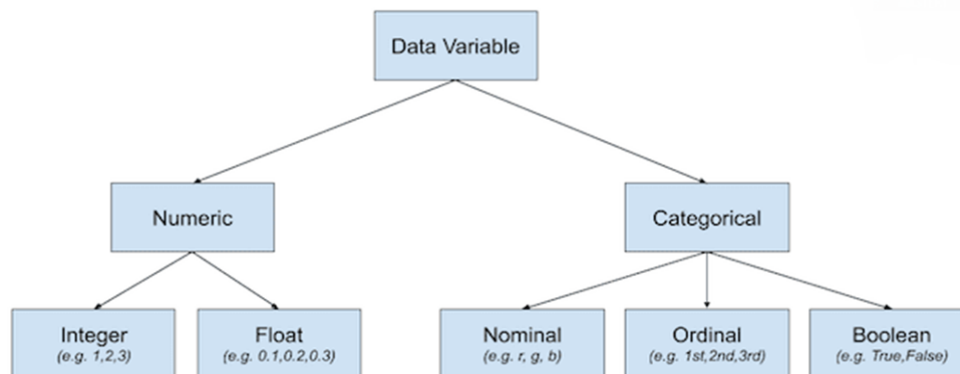 Data Variable
Numeric
Categorical
Integer
(e.g. 1,2,3)
Float
(e.g. 0.1,0.2,0.3)
Nominal
(e.g. r, g, b)
Ordinal
(e.g. 1st,2nd,3rd)
Boolean
(e.g. True,False)